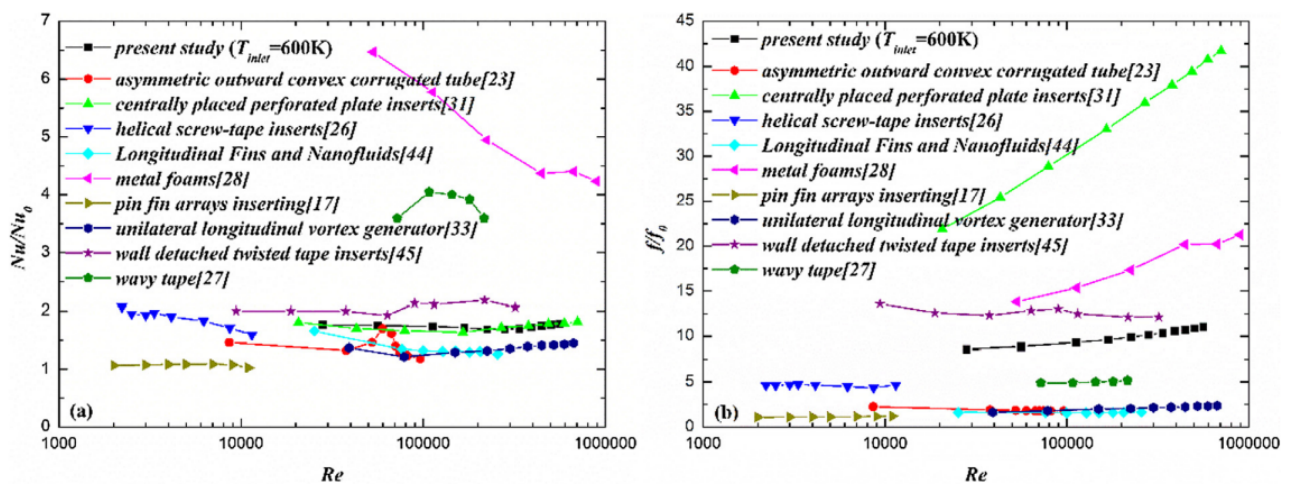 7
6
5
4
3
2
1
0
Nu/Nu0
present study (Tinlet=600K)
asymmetric outward convex corrugated tube[23]
centrally placed perforated plate inserts[31]
helical screw-tape inserts[26]
Longitudinal Fins and Nanofluids[44]
metal foams[28]
pin fin arrays inserting[17]
unilateral longitudinal vortex generator[33]
wall detached twisted tape inserts[45]
wavy tape[27]
(a)
1000 10000 100000 1000000
Re
45
40
35
30
25
20
15
10
5
0
f/f0
present study (Tinlet=600K)
asymmetric outward convex corrugated tube[23]
centrally placed perforated plate inserts[31]
helical screw-tape inserts[26]
Longitudinal Fins and Nanofluids[44]
metal foams[28]
pin fin arrays inserting[17]
unilateral longitudinal vortex generator[33]
wall detached twisted tape inserts[45]
wavy tape[27]
(b)
1000 10000 100000 1000000
Re